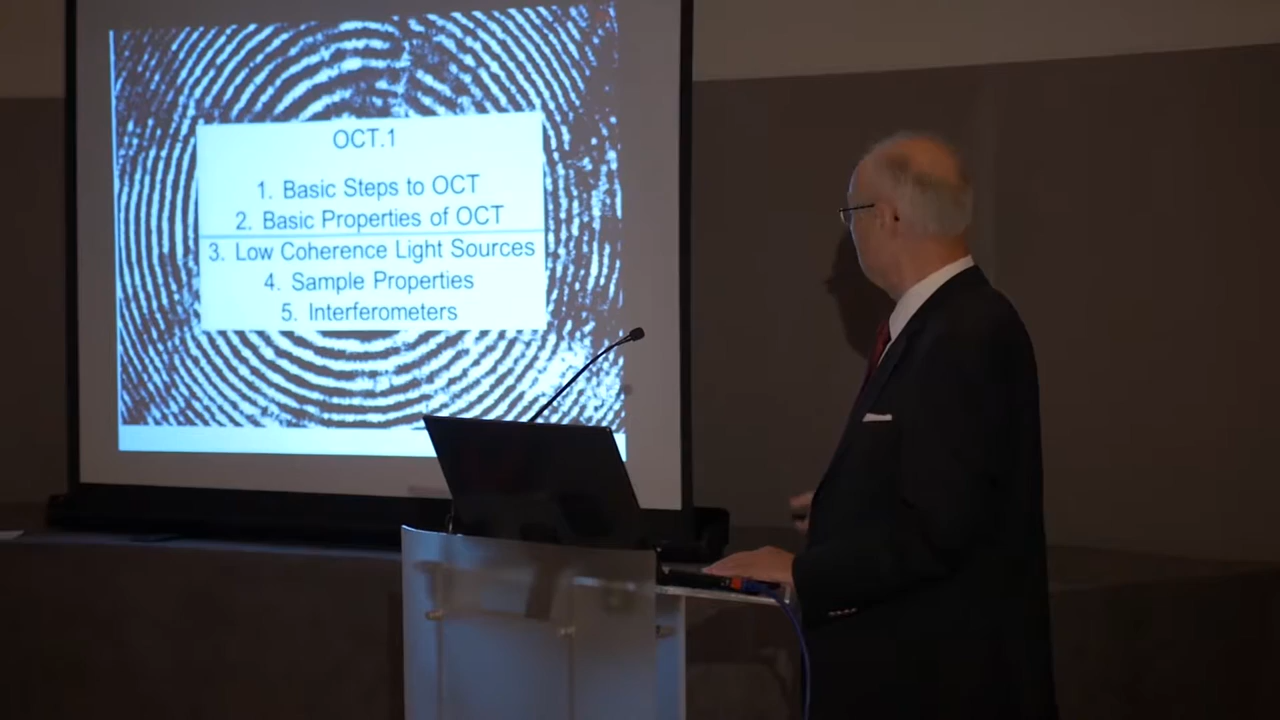 OCT.1
1. Basic Steps to OCT
2. Basic Properties of OCT
3. Low Coherence Light Sources
4. Sample Properties
5. Interferometers